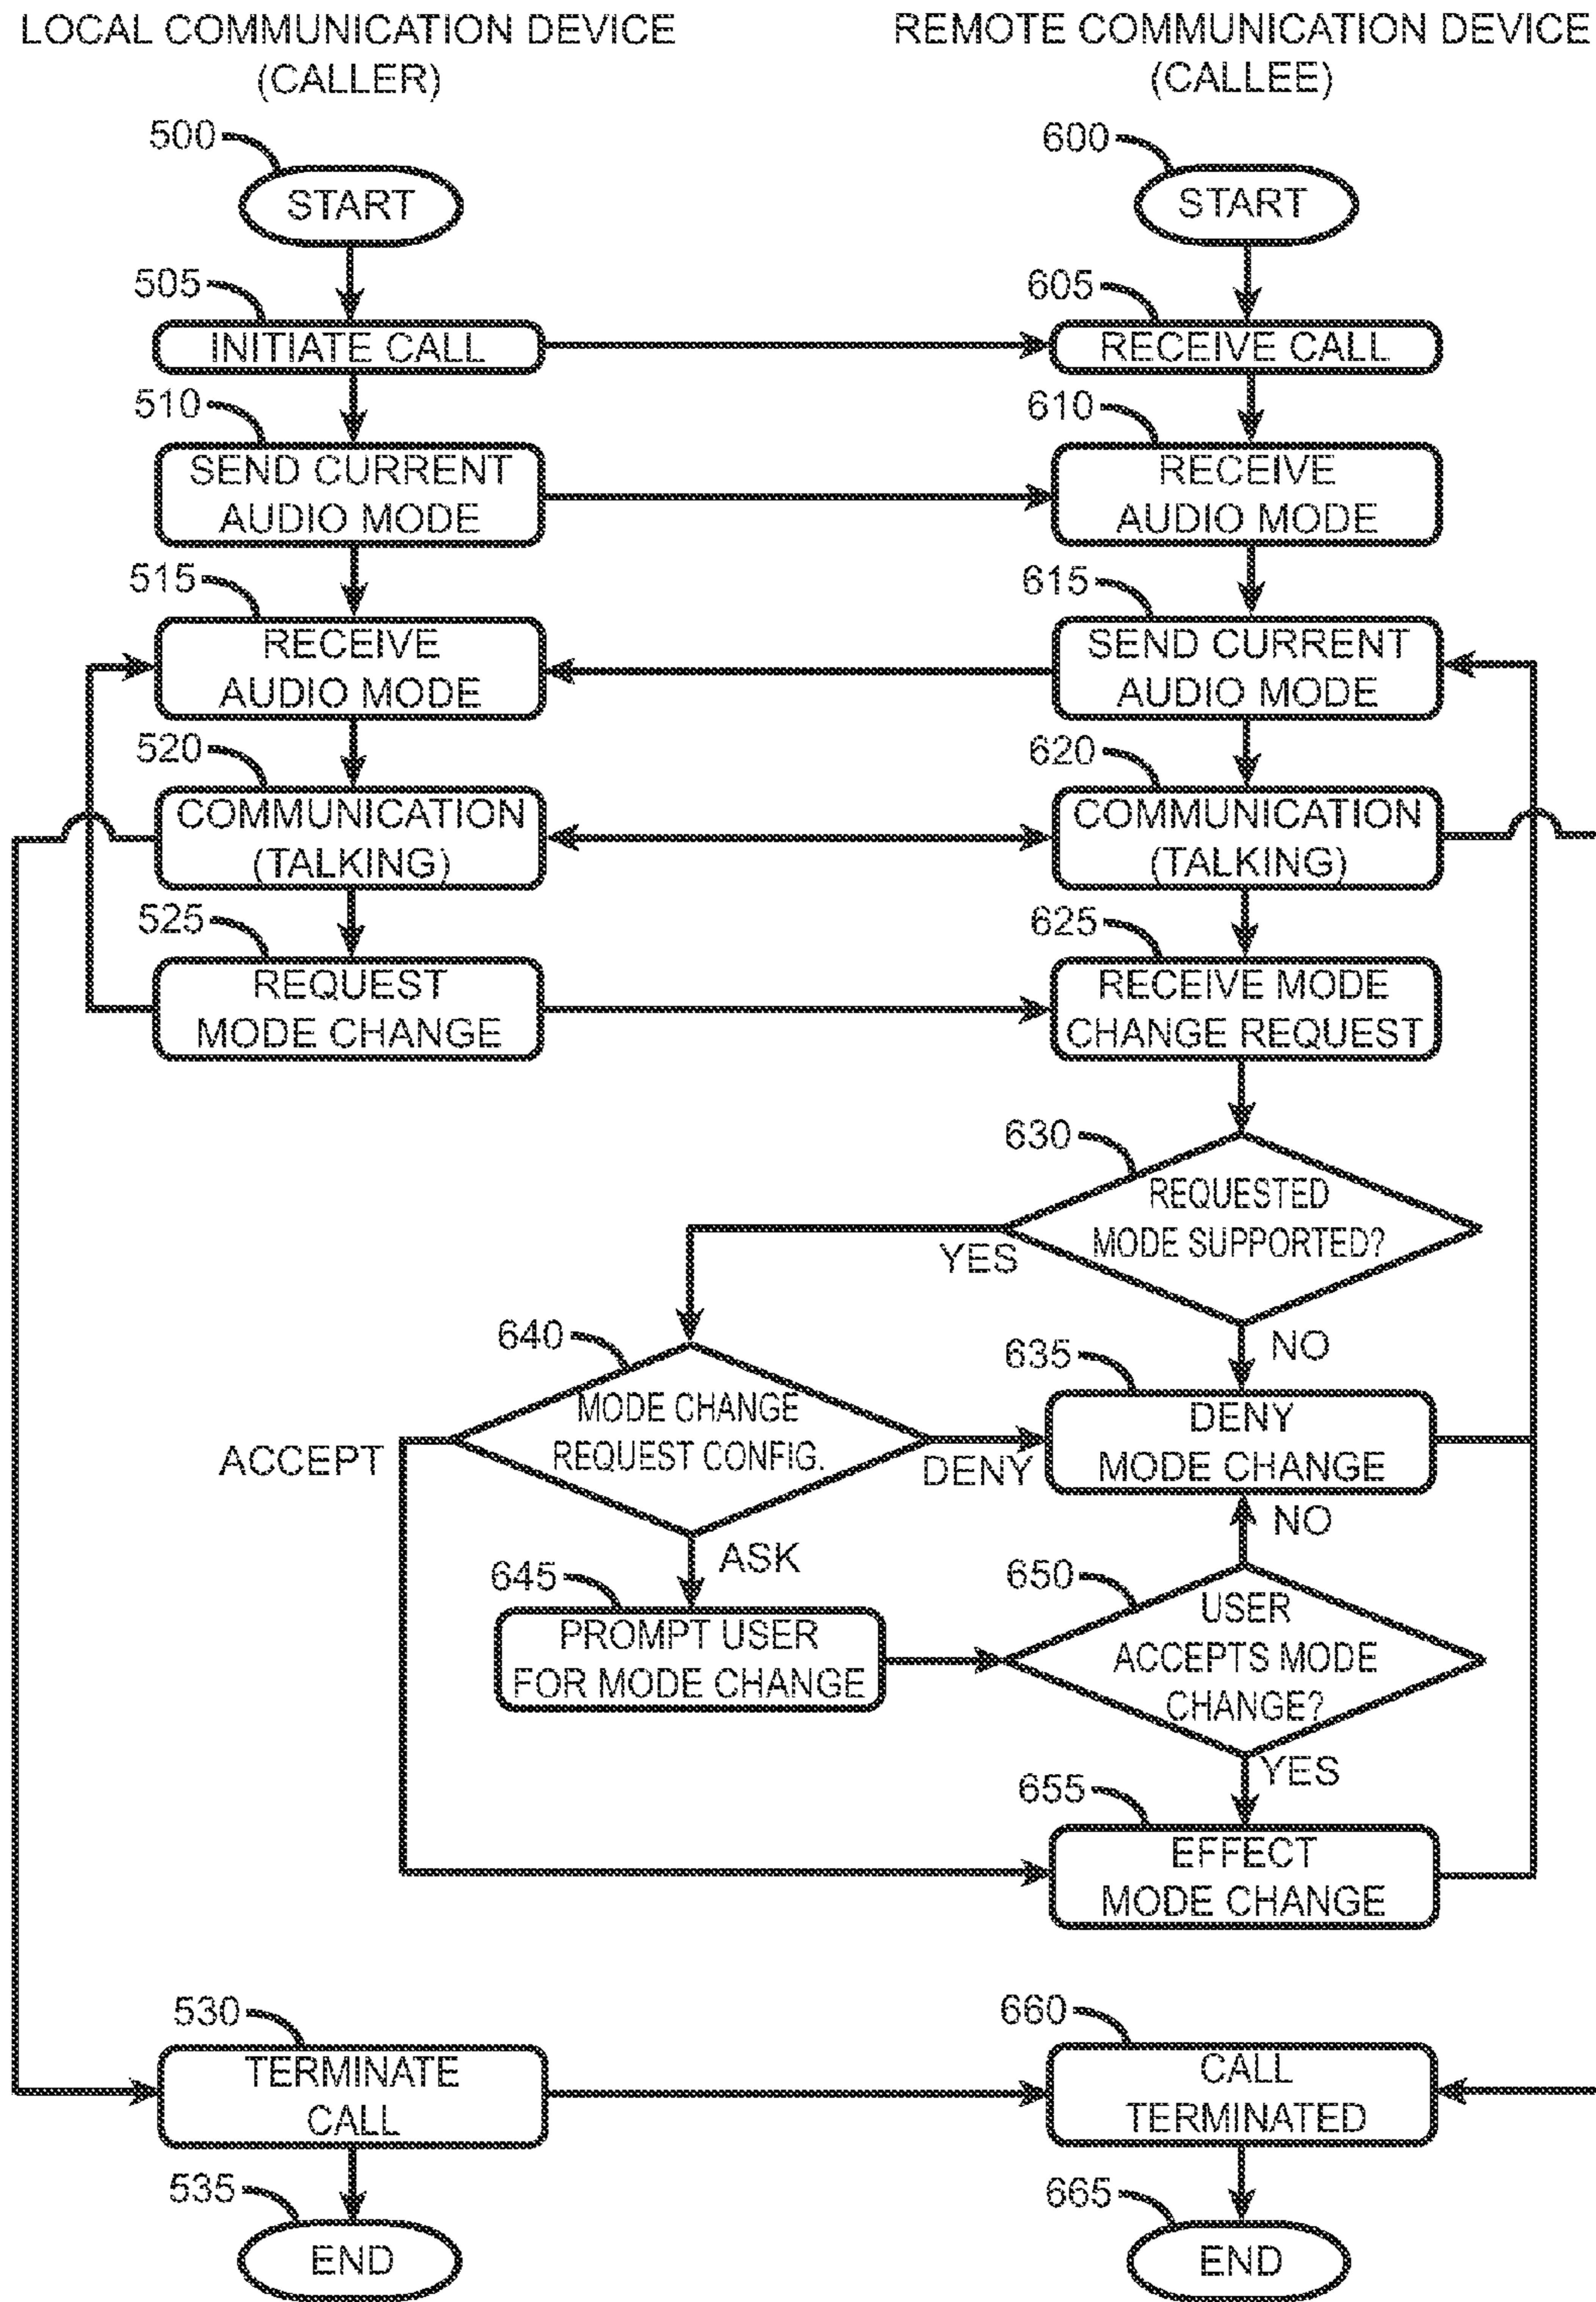 LOCAL COMMUNICATION DEVICE
(CALLER)
REMOTE COMMUNICATION DEVICE
(CALLEE)
500
START
600
START
505
INITIATE CALL
605
RECEIVE CALL
510
SEND CURRENT
AUDIO MODE
610
RECEIVE
AUDIO MODE
515
RECEIVE
AUDIO MODE
615
SEND CURRENT
AUDIO MODE
520
COMMUNICATION
(TALKING)
620
COMMUNICATION
(TALKING)
525
REQUEST
MODE CHANGE
625
RECEIVE MODE
CHANGE REQUEST
630
REQUESTED
MODE SUPPORTED?
YES
NO
640
MODE CHANGE
REQUEST CONFIG.
ACCEPT
DENY
ASK
635
DENY
MODE CHANGE
NO
645
PROMPT USER
FOR MODE CHANGE
650
USER
ACCEPTS MODE
CHANGE?
YES
655
EFFECT
MODE CHANGE
530
TERMINATE
CALL
660
CALL
TERMINATED
535
END
665
END